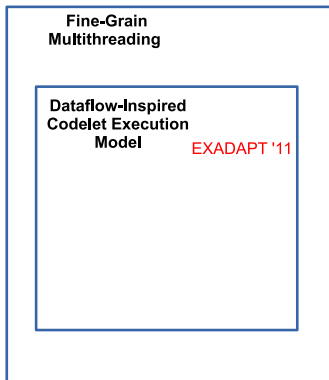 Fine-Grain
Multithreading
Dataflow-Inspired
Codelet Execution
Model
EXADAPT '11